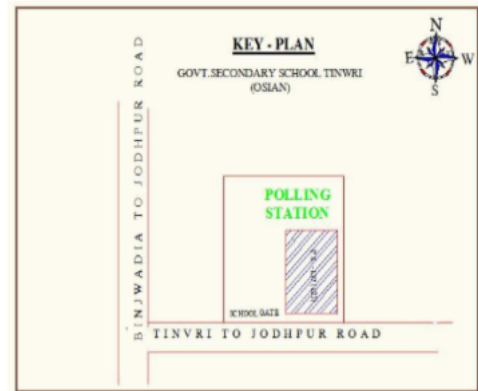 KEY - PLAN
GOVT.SECONDARY SCHOOL TINWRI
(OSIAN)
N
E
W
S
BINJWADIA TO JODHPUR ROAD
POLLING
STATION
SCHOOL GATE
TINVRI TO JODHPUR ROAD